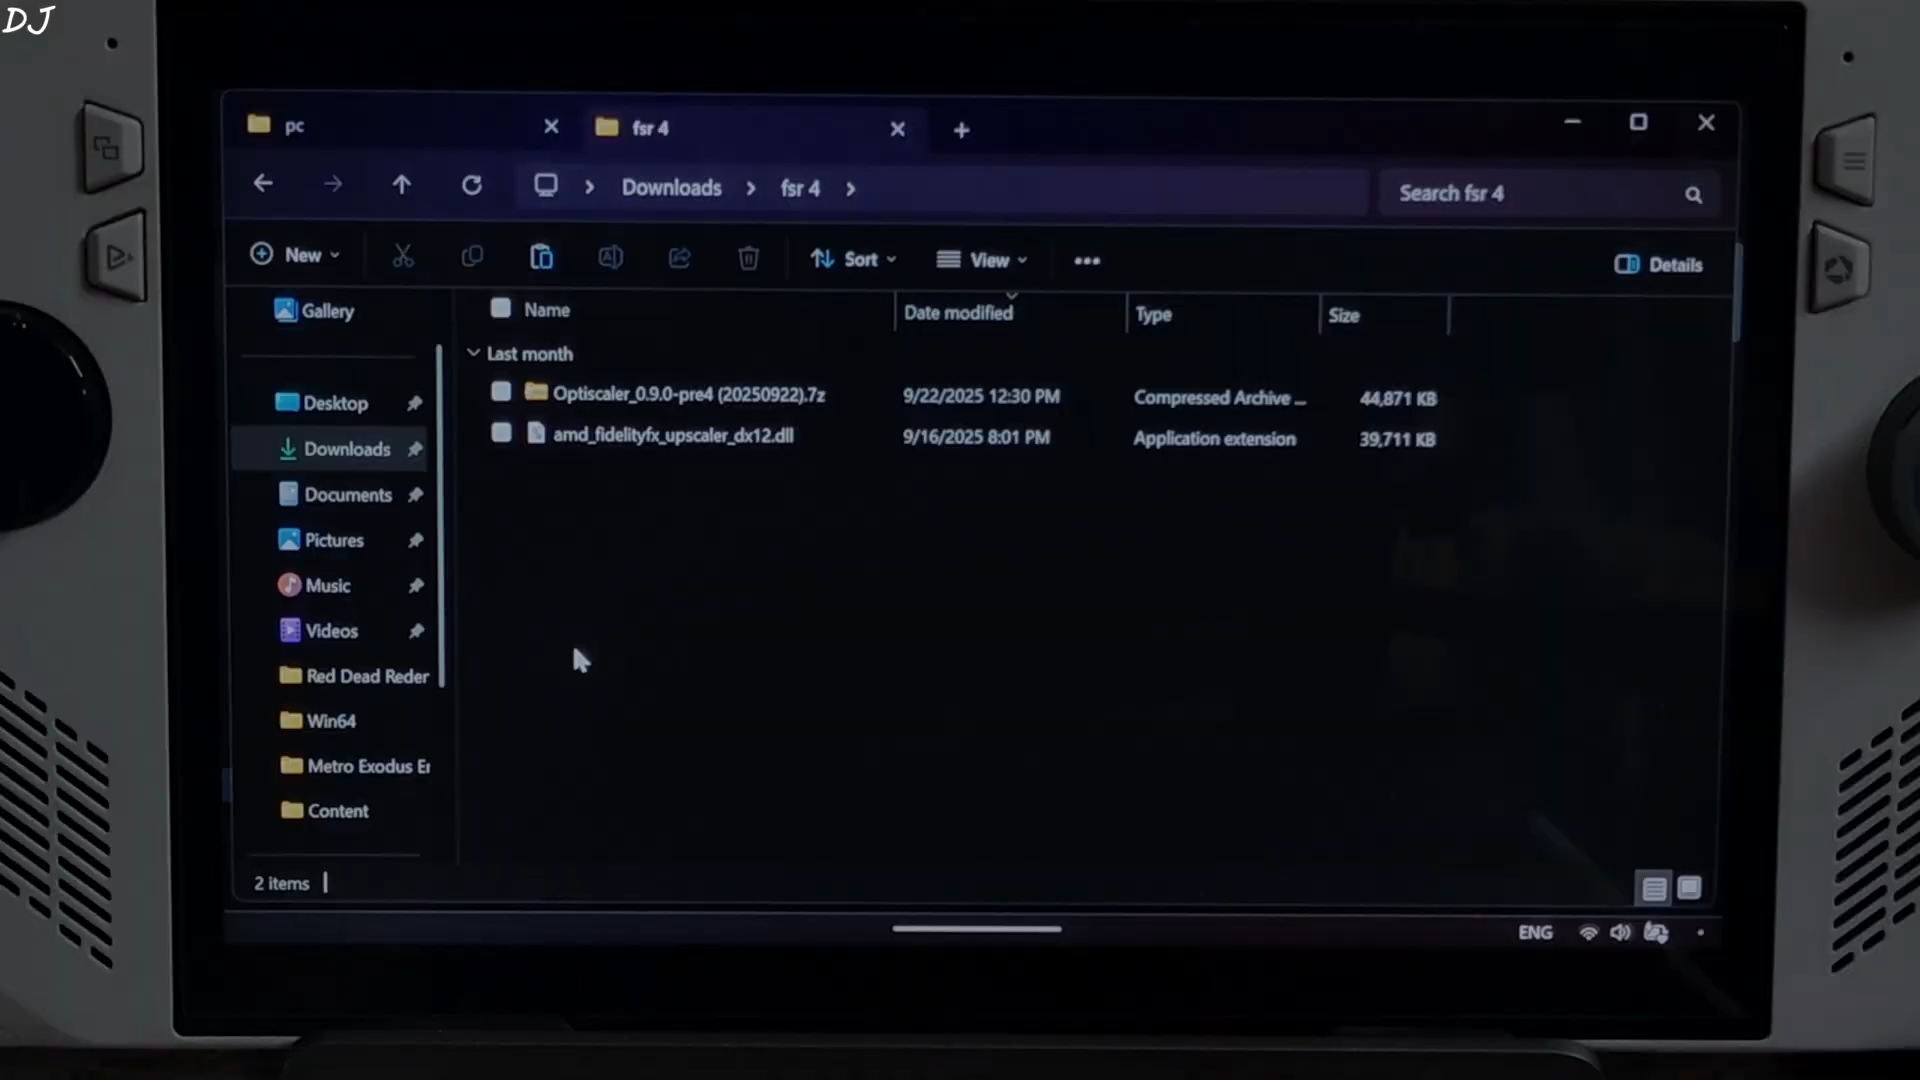 DJ
pc
fsr 4
Downloads
fsr 4
Search fsr 4
New
Sort
View
Details
Gallery
Name
Date modified
Type
Size
Last month
Desktop
Optiscaler_0.9.0-pre4 (20250922).7z
9/22/2025 12:30 PM
Compressed Archive ...
44,871 KB
Downloads
amd_fidelityfx_upscaler_dx12.dll
9/16/2025 8:01 PM
Application extension
39,711 KB
Documents
Pictures
Music
Videos
Red Dead Reder
Win64
Metro Exodus Er
Content
2 items
ENG